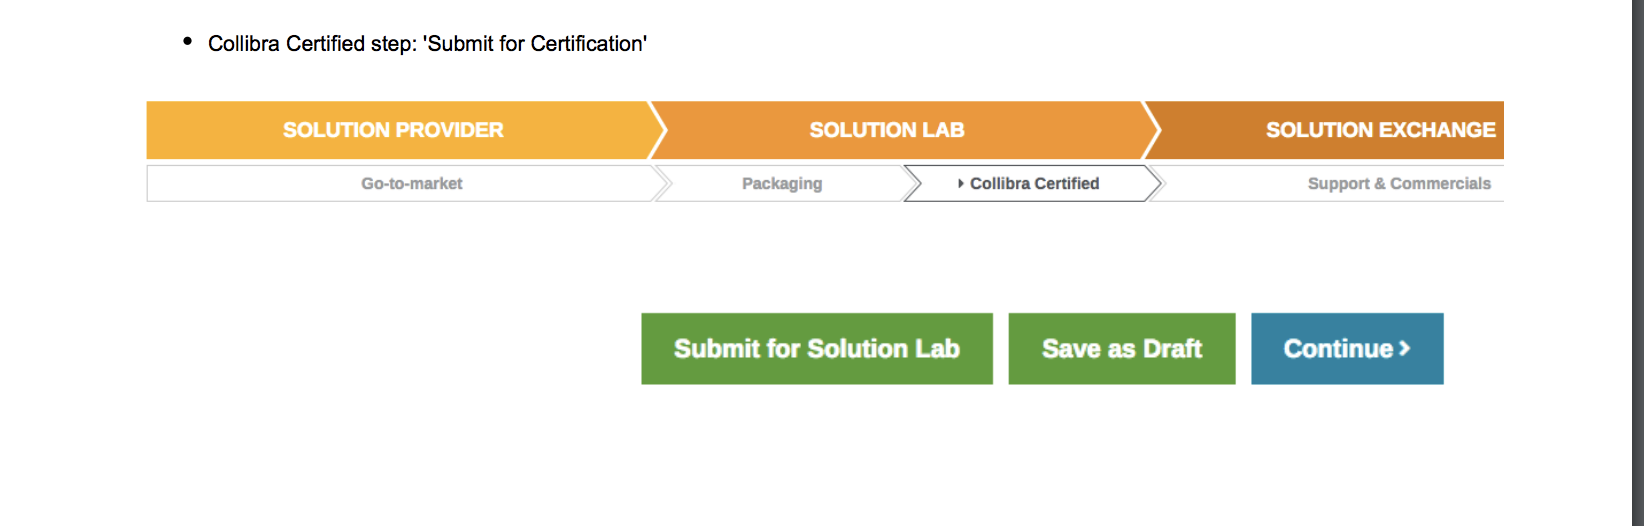 • Collibra Certified step: 'Submit for Certification'
SOLUTION PROVIDER SOLUTION LAB SOLUTION EXCHANGE
Go-to-market Packaging Collibra Certified Support & Commercials
Submit for Solution Lab Save as Draft Continue